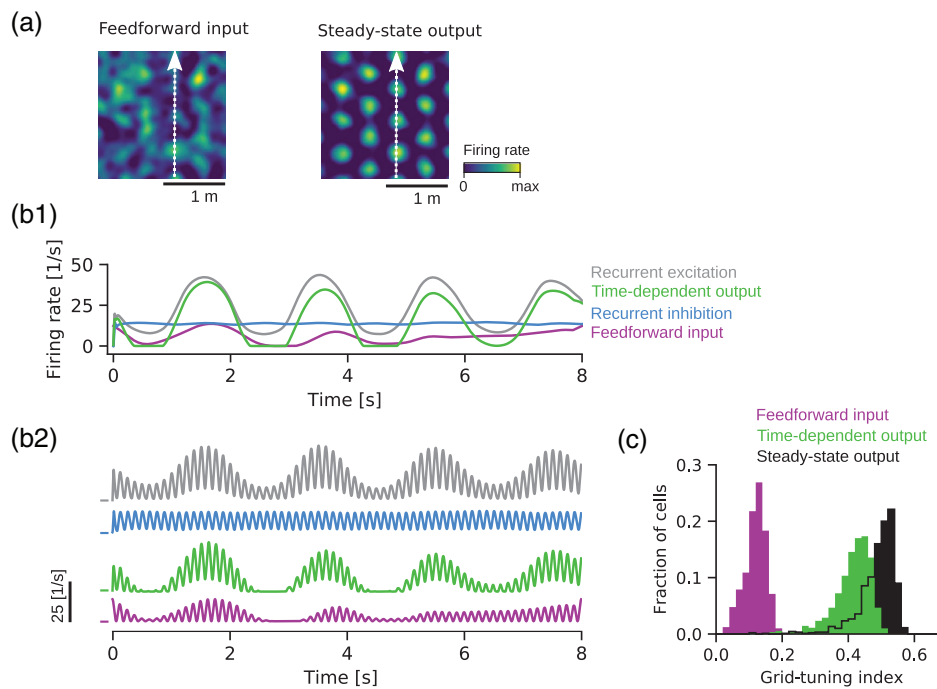 (a)
Feedforward input
Steady-state output
Firing rate
0 max
1 m
1 m
(b1)
Firing rate [1/s]
50
25
0
0 2 4 6 8
Time [s]
Recurrent excitation
Time-dependent output
Recurrent inhibition
Feedforward input
(b2)
25 [1/s]
0 2 4 6 8
Time [s]
(c)
Feedforward input
Time-dependent output
Steady-state output
Fraction of cells
0.3
0.2
0.1
0.0
0.0 0.2 0.4 0.6
Grid-tuning index